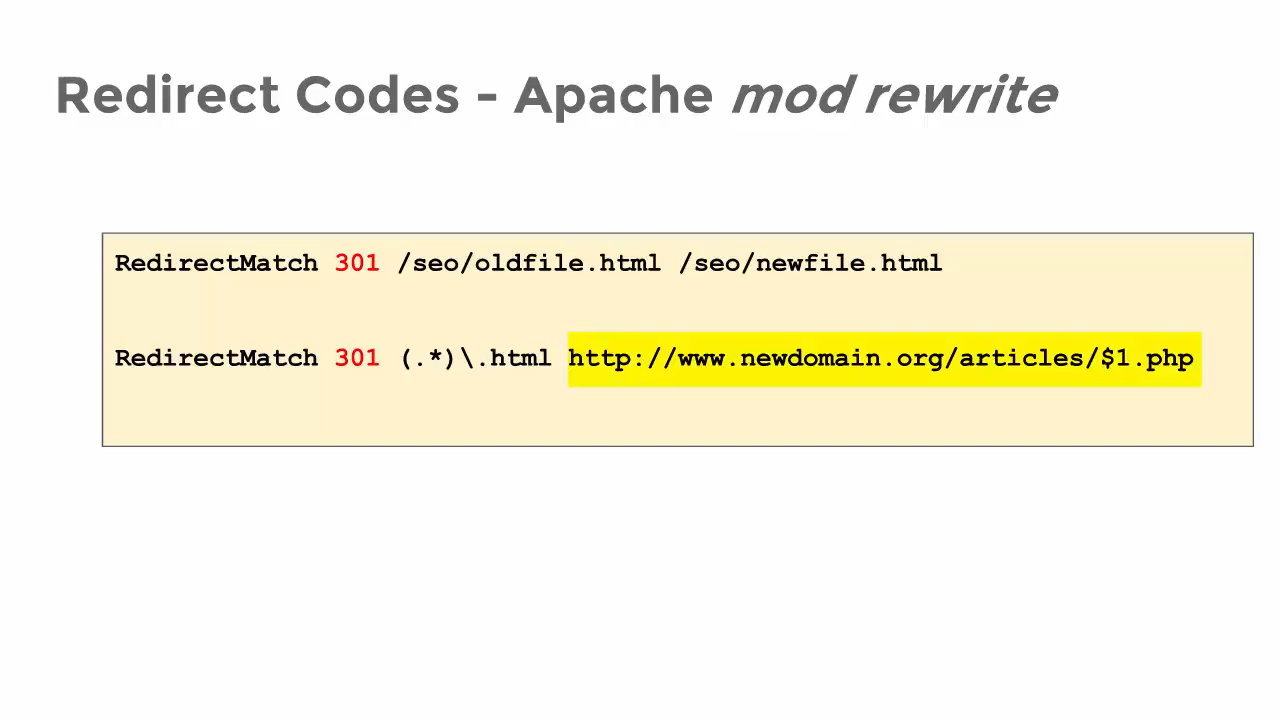 Redirect Codes - Apache mod rewrite
RedirectMatch 301 /seo/oldfile.html /seo/newfile.html
RedirectMatch 301 (.*)\.html http://www.newdomain.org/articles/$1.php